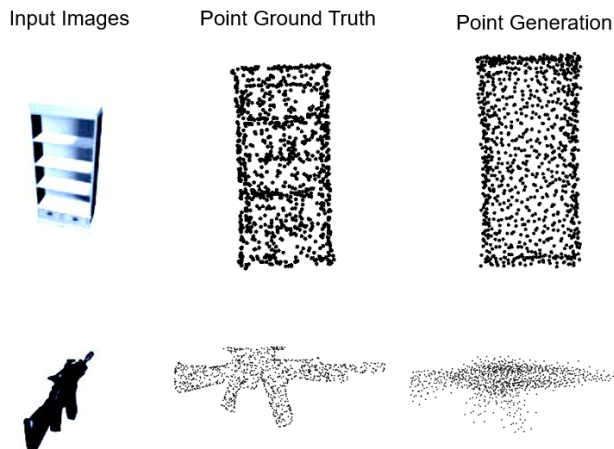 Input Images
Point Ground Truth
Point Generation